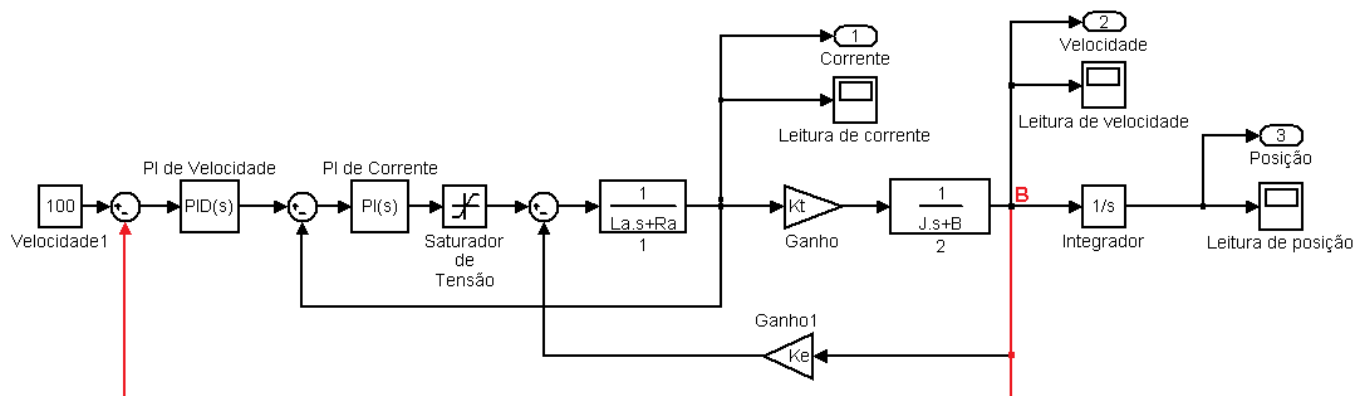 1
Corrente
Leitura de corrente
2
Velocidade
Leitura de velocidade
3
Posição
Leitura de posição
100
Velocidade1
+
-
PI de Velocidade
PID(s)
+
-
PI de Corrente
PI(s)
Saturador
de
Tensão
+
-
1
La.s+Ra
1
Kt
Ganho
1
J.s+B
2
B
1/s
Integrador
Ganho1
Ke